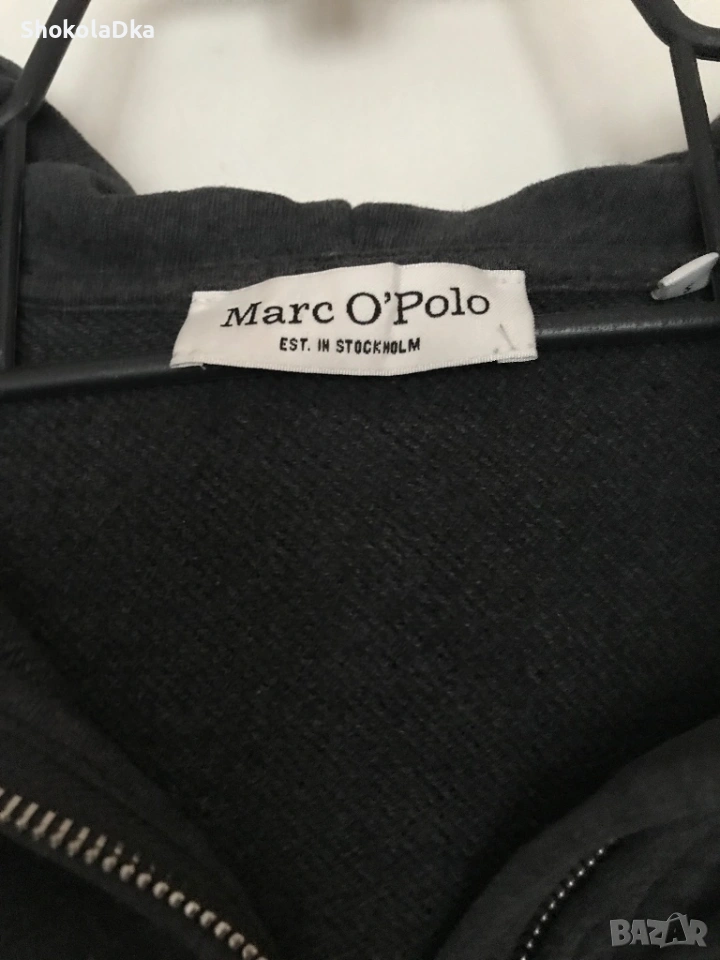 ShokolaDka
Marc O'Polo
EST. IN STOCKHOLM
BAZAR